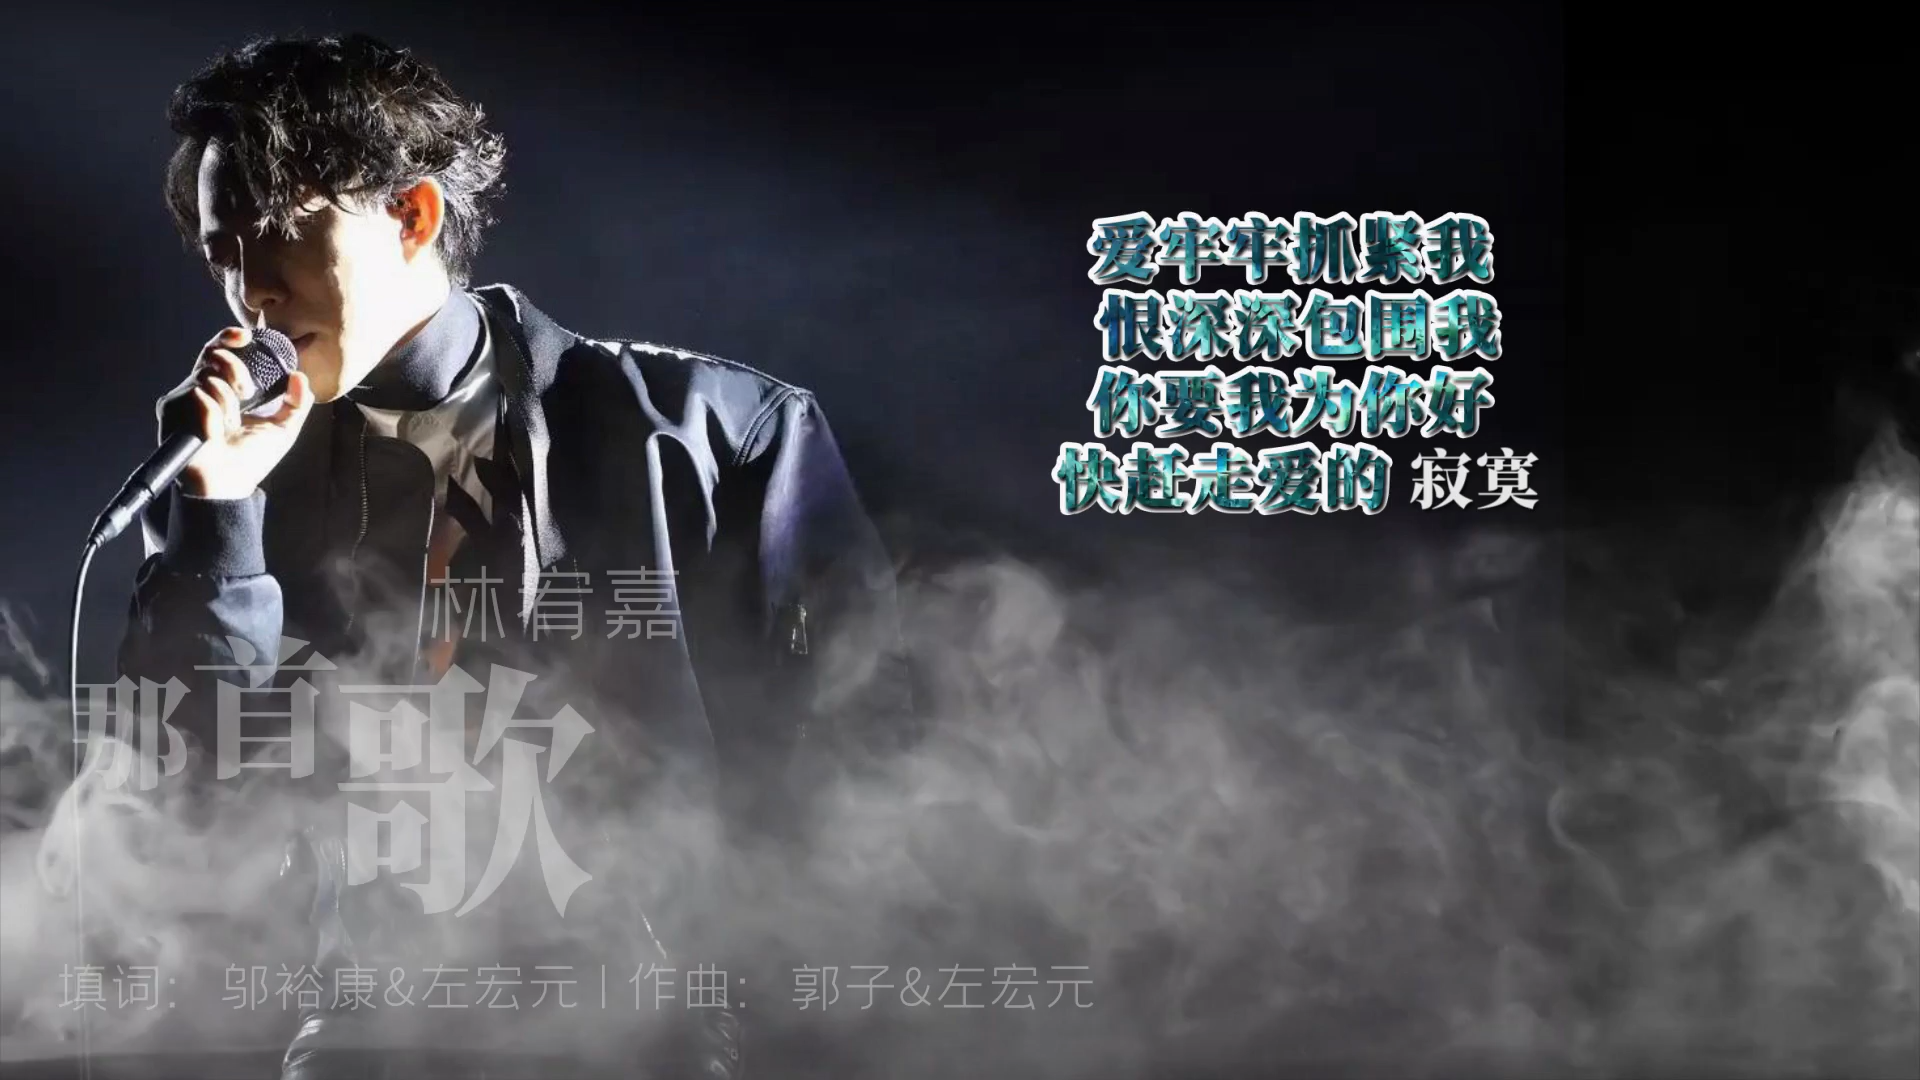 爱牢牢抓紧我
恨深深包围我
你要我为你好
快赶走爱的 寂寞
林宥嘉
那首歌
填词: 邬裕康&左宏元 | 作曲: 郭子&左宏元